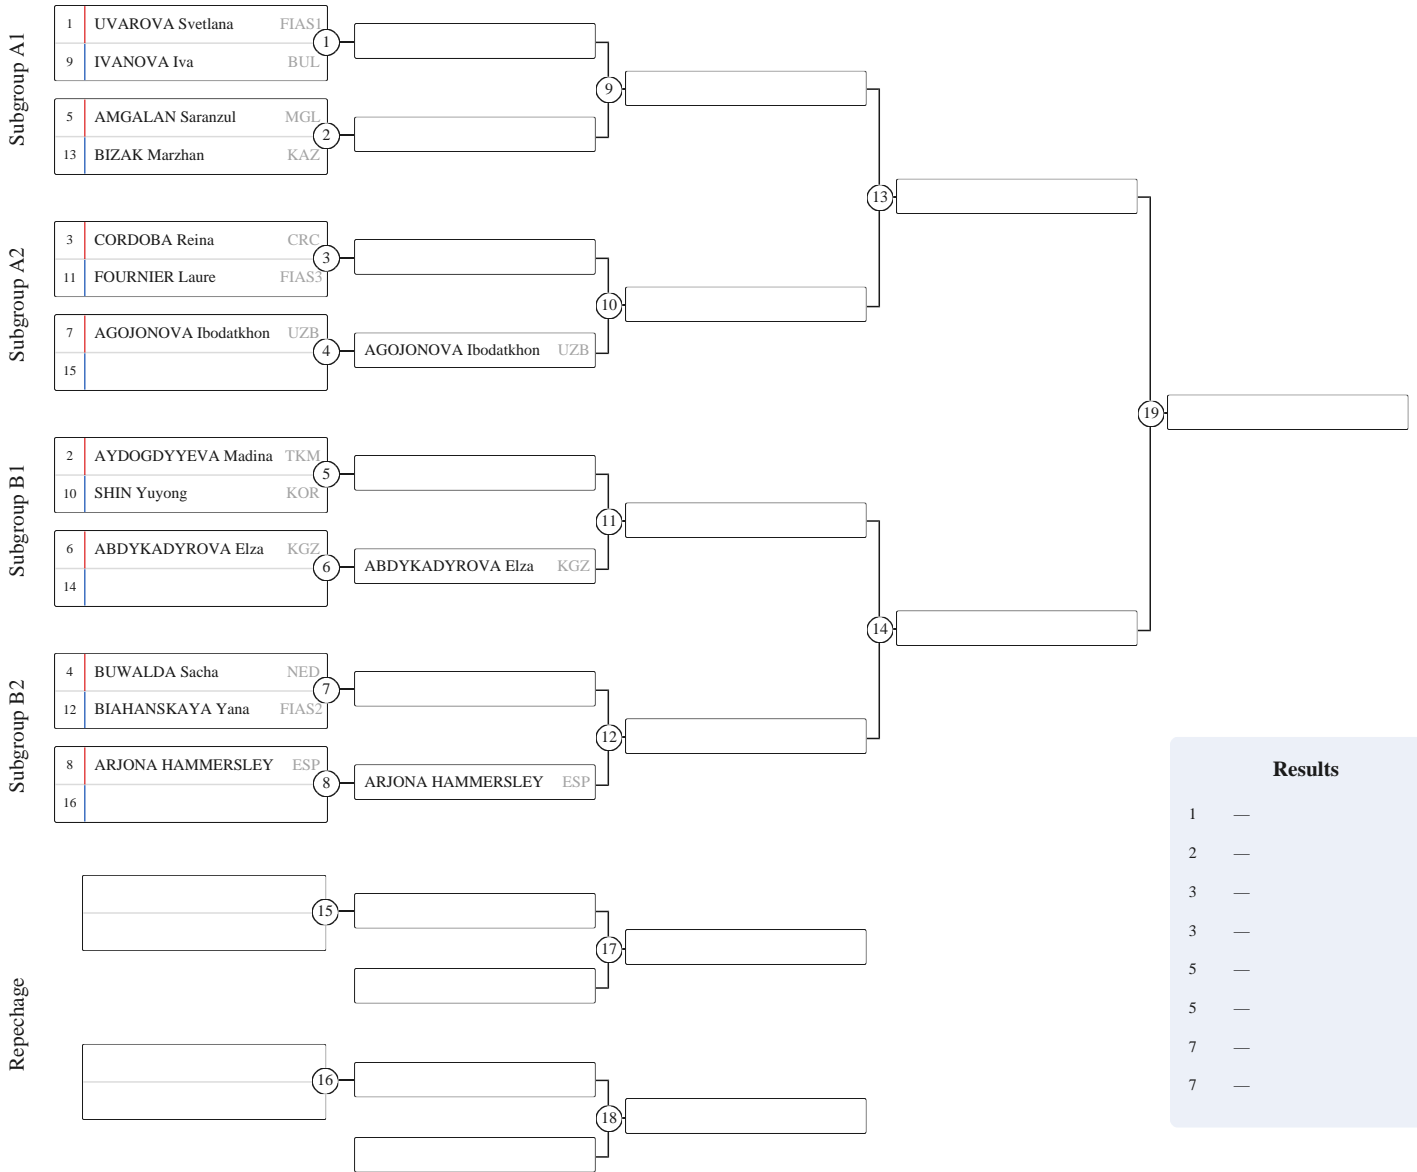 Subgroup A1
1 UVAROVA Svetlana FIAS1
9 IVANOVA Iva BUL
1
5 AMGALAN Saranzul MGL
13 BIZAK Marzhan KAZ
2
9
Subgroup A2
3 CORDOBA Reina CRC
11 FOURNIER Laure FIAS3
3
7 AGOJONOVA Ibodatkhon UZB
15
4
AGOJONOVA Ibodatkhon UZB
10
13
Subgroup B1
2 AYDOGDYYEVA Madina TKM
10 SHIN Yuyong KOR
5
6 ABDYKADYROVA Elza KGZ
14
6
ABDYKADYROVA Elza KGZ
11
Subgroup B2
4 BUWALDA Sacha NED
12 BIAHANSKAYA Yana FIAS2
7
8 ARJONA HAMMERSLEY ESP
16
8
ARJONA HAMMERSLEY ESP
12
14
19
Repechage
15
17
16
18
Results
1 —
2 —
3 —
3 —
5 —
5 —
7 —
7 —